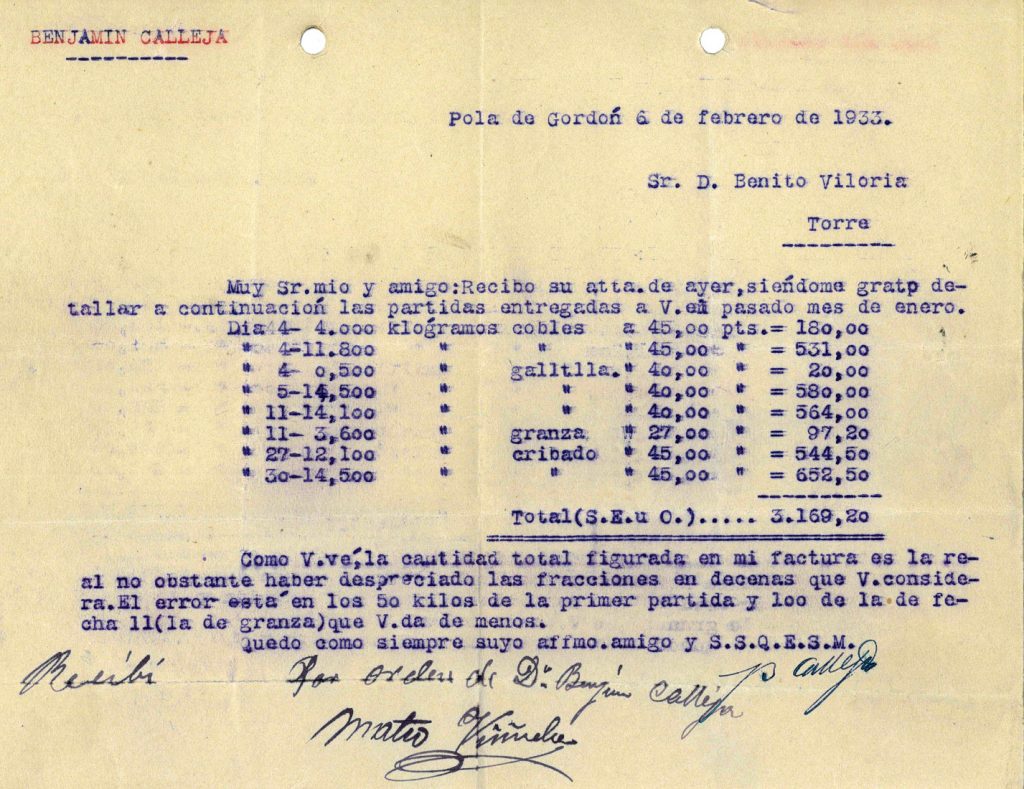 BENJAMIN CALLEJA
Pola de Gordoń 6 de febrero de 1933.
Sr. D. Benito Viloria
Torre
Muy Sr.mio y amigo:Recibo su atta.de ayer,sieńdome gratp de-
tallar a continuacioń las partidas entregadas a V.en pasado mes de enero.
Dia 4- 4.000 klográmos cobles a 45,00 pts.= 180,00
" 4-11.800 " " " 45,00 " = 531,00
" 4- 0,500 " galltlla." 40,00 " = 20,00
" 5-14,500 " " " 40,00 " = 580,00
" 11-14,100 " " " 40,00 " = 564,00
" 11- 3,600 " granza " 27,00 " = 97,20
" 27-12,100 " cribado " 45,00 " = 544,50
" 30-14,500 " " " 45,00 " = 652,50
Total(S.E.u O.)..... 3.169,20
Como V.ve,́la cantidad total figurada en mi factura es la re-
al no obstante haber despreciado las fracciones en decenas que V.conside-
ra.El error está en los 50 kilos de la primer partida y 100 de la de fe-
cha 11(la de granza)que V.da de menos.
Quedo como siempre suyo affmo.amigo y S.S.Q.E.S.M.
Recibí Por orden de Dn. Benjin Calleja B Calleja
Mateo Viñuela